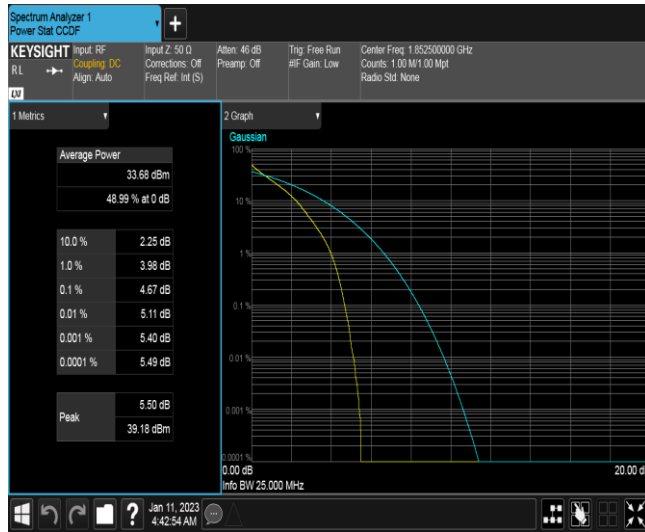 Spectrum Analyzer 1
Power Stat CCDF
+
KEYSIGHT
RL
LXI
Input: RF
Coupling: DC
Align: Auto
Input Z: 50 Ω
Corrections: Off
Freq Ref: Int (S)
Atten: 46 dB
Preamp: Off
Trig: Free Run
#IF Gain: Low
Center Freq: 1.852500000 GHz
Counts: 1.00 M/1.00 Mpt
Radio Std: None
1 Metrics
Average Power
33.68 dBm
48.99 % at 0 dB
10.0 % 2.25 dB
1.0 % 3.98 dB
0.1 % 4.67 dB
0.01 % 5.11 dB
0.001 % 5.40 dB
0.0001 % 5.49 dB
Peak
5.50 dB
39.18 dBm
2 Graph
Gaussian
100 %
10 %
1 %
0.1 %
0.01 %
0.001 %
0.0001 %
0.00 dB 20.00 d
Info BW 25.000 MHz
?
Jan 11, 2023
4:42:54 AM